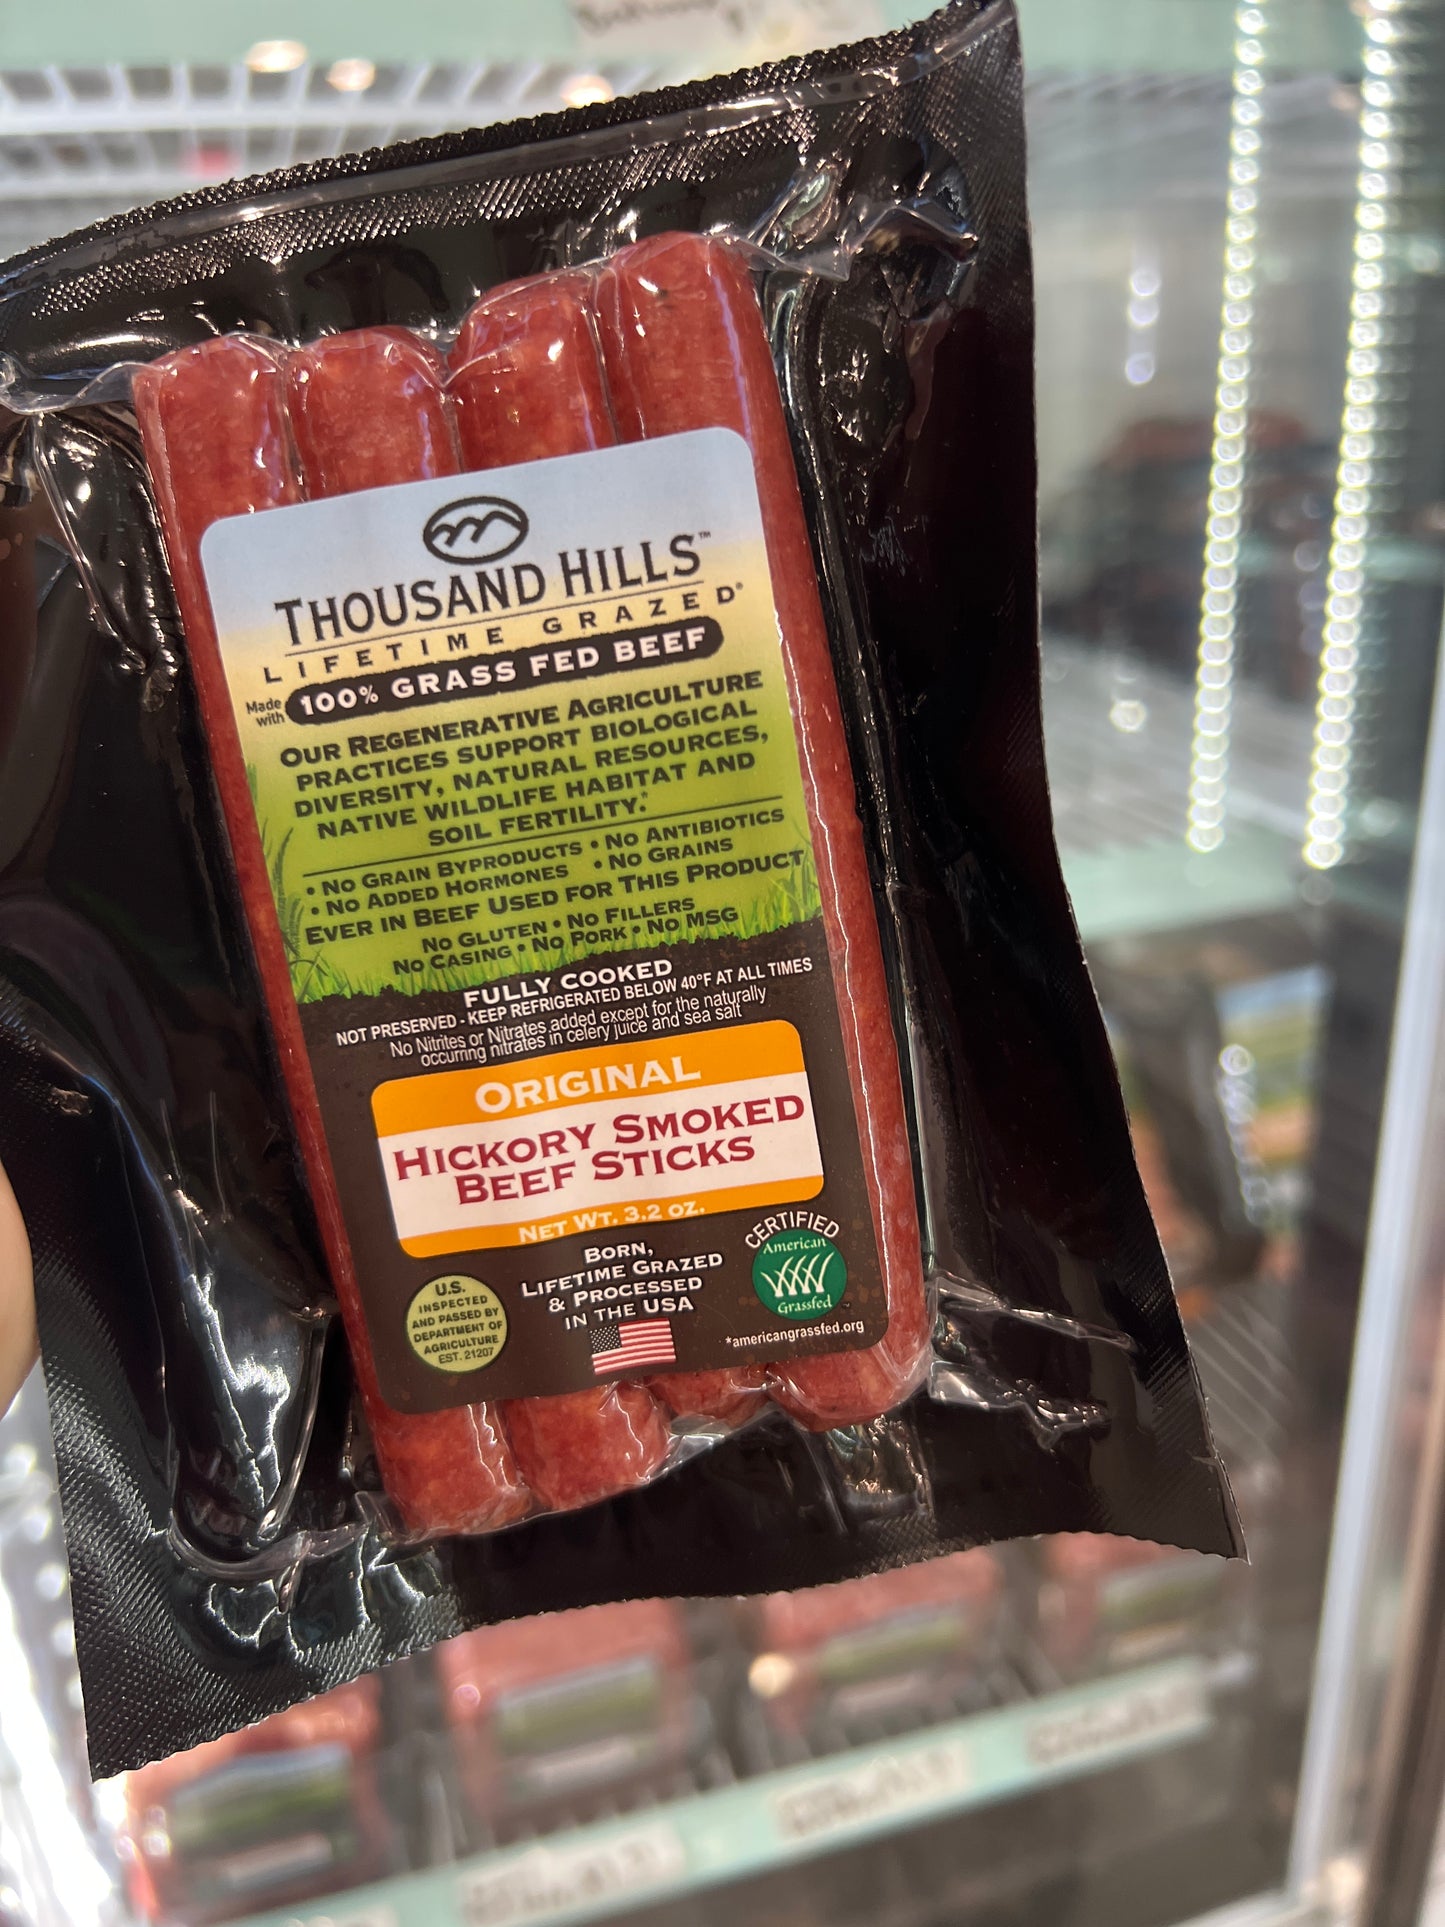 THOUSAND HILLS™
LIFETIME GRAZED®
Made with 100% GRASS FED BEEF
OUR REGENERATIVE AGRICULTURE
PRACTICES SUPPORT BIOLOGICAL
DIVERSITY, NATURAL RESOURCES,
NATIVE WILDLIFE HABITAT AND
SOIL FERTILITY.*
• NO GRAIN BYPRODUCTS • NO ANTIBIOTICS
• NO ADDED HORMONES • NO GRAINS
EVER IN BEEF USED FOR THIS PRODUCT
NO GLUTEN • NO FILLERS
NO CASING • NO PORK • NO MSG
FULLY COOKED
NOT PRESERVED - KEEP REFRIGERATED BELOW 40°F AT ALL TIMES
No Nitrites or Nitrates added except for the naturally
occurring nitrates in celery juice and sea salt
ORIGINAL
HICKORY SMOKED
BEEF STICKS
NET WT. 3.2 OZ.
U.S.
INSPECTED
AND PASSED BY
DEPARTMENT OF
AGRICULTURE
EST. 21207
BORN,
LIFETIME GRAZED
& PROCESSED
IN THE USA
CERTIFIED
American
Grassfed
*americangrassfed.org